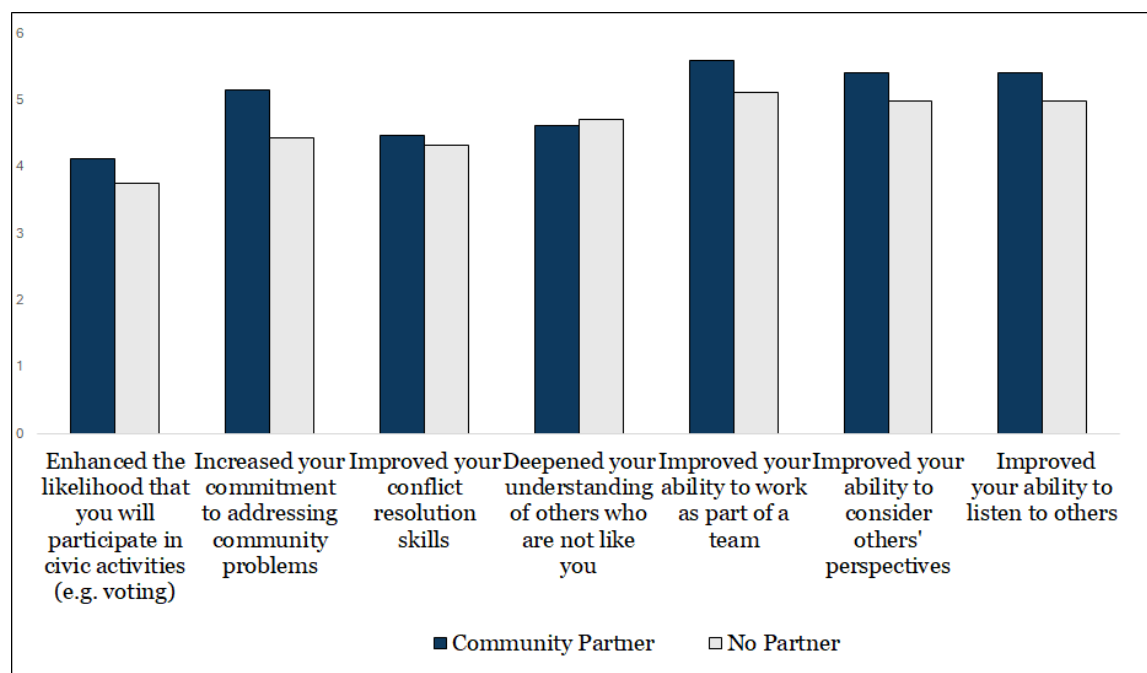 6
5
4
3
2
1
0
Enhanced the
likelihood that
you will
participate in
civic activities
(e.g. voting)
Increased your
commitment
to addressing
community
problems
Improved your
conflict
resolution
skills
Deepened your
understanding
of others who
are not like
you
Improved your
ability to work
as part of a
team
Improved your
ability to
consider
others'
perspectives
Improved
your ability to
listen to others
Community Partner
No Partner